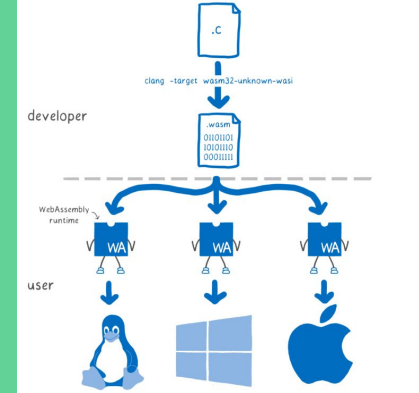 .c
clang -target wasm32-unknown-wasi
developer
.wasm
01101101
10101110
00011111
WebAssembly
runtime
WA
WA
WA
user